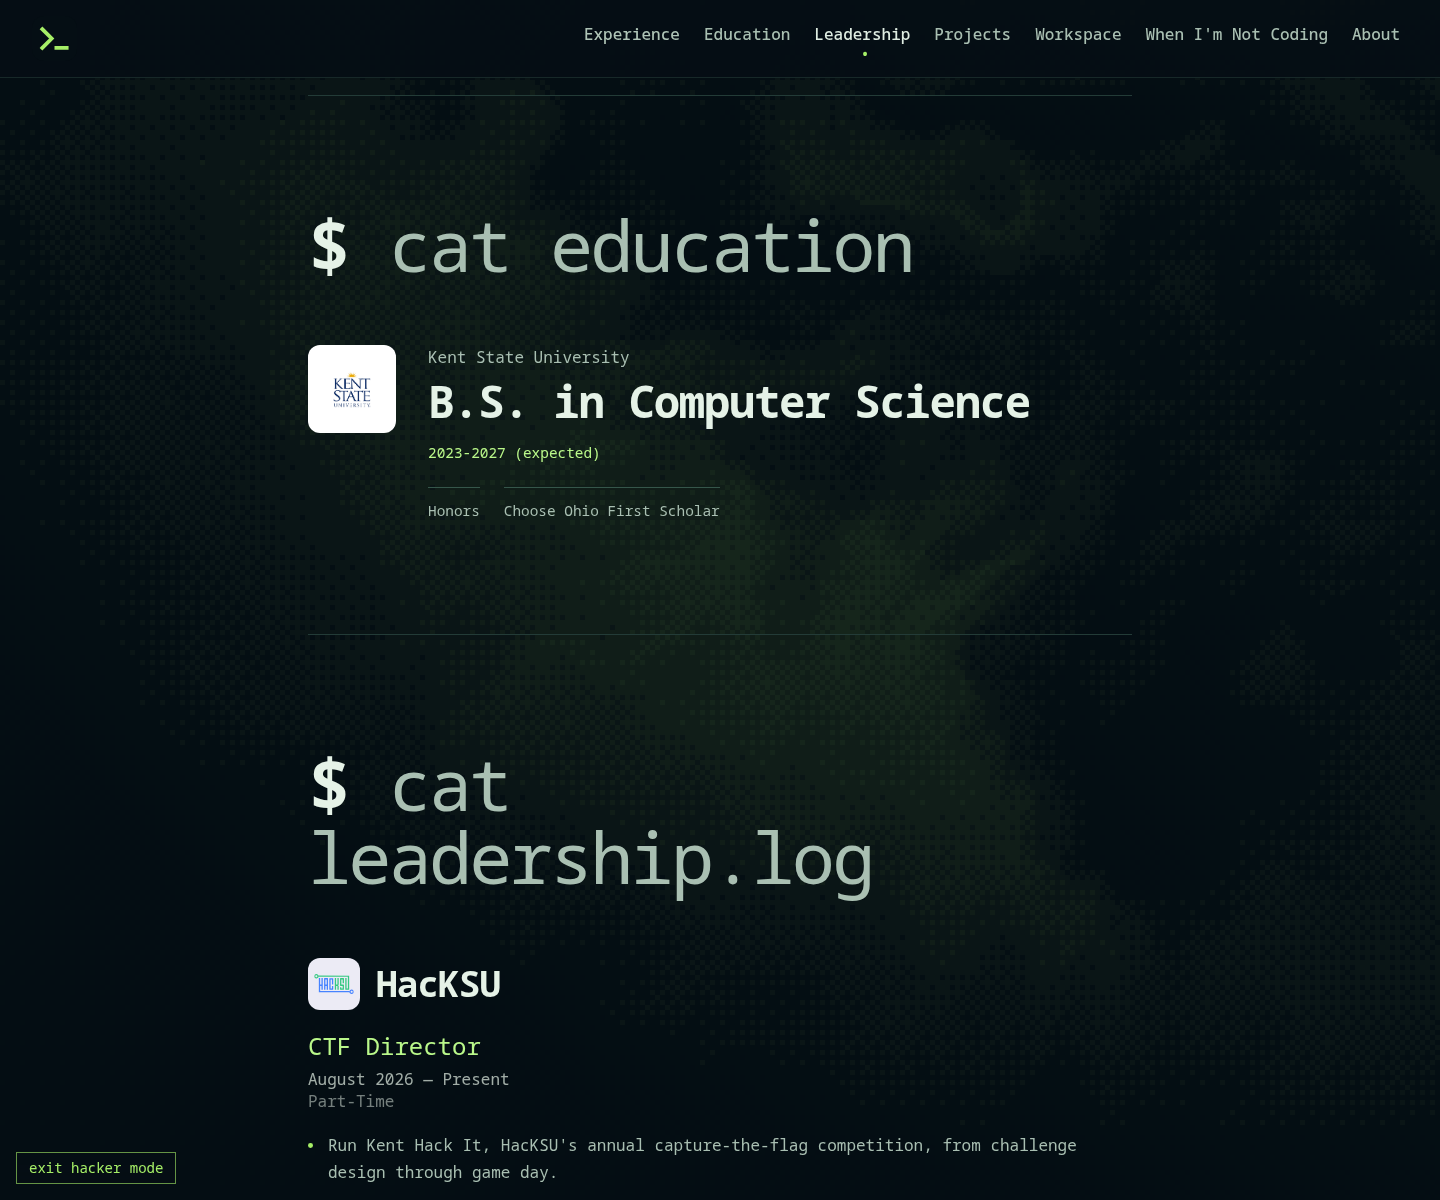 Experience Education Leadership Projects Workspace When I'm Not Coding About
$ cat education
KENT STATE UNIVERSITY
Kent State University
B.S. in Computer Science
2023-2027 (expected)
Honors Choose Ohio First Scholar
$ cat
leadership.log
HACKSU
HacKSU
CTF Director
August 2026 — Present
Part-Time
• Run Kent Hack It, HacKSU's annual capture-the-flag competition, from challenge
design through game day.
exit hacker mode